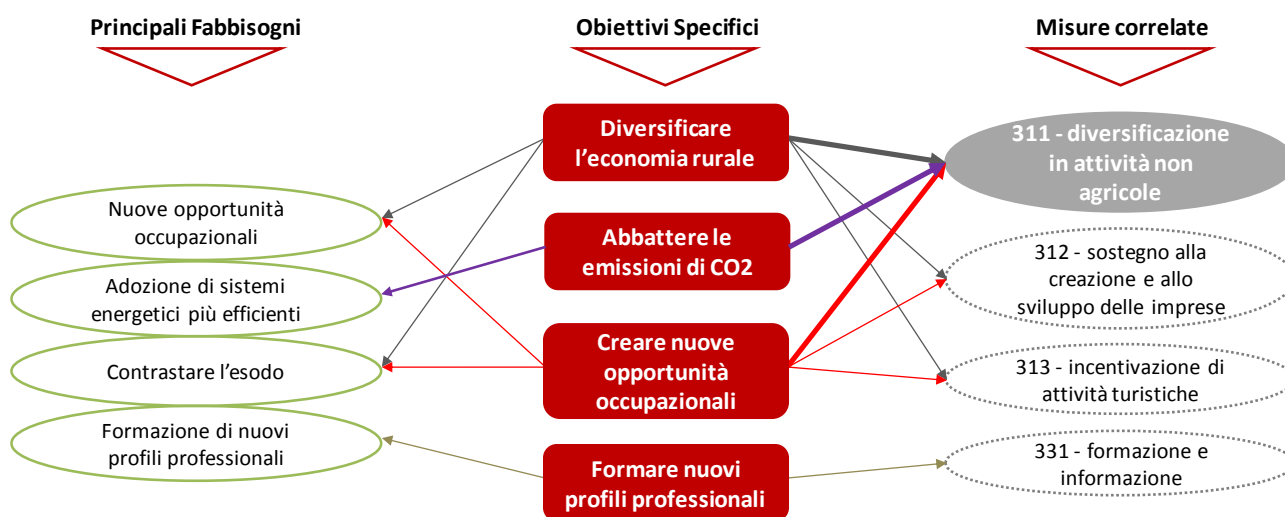 Principali Fabbisogni
Obiettivi Specifici
Misure correlate
Nuove opportunità
occupazionali
Adozione di sistemi
energetici più efficienti
Contrastare l'esodo
Formazione di nuovi
profili professionali
Diversificare
l'economia rurale
Abbattere le
emissioni di CO2
Creare nuove
opportunità
occupazionali
Formare nuovi
profili professionali
311 - diversificazione
in attività non
agricole
312 - sostegno alla
creazione e allo
sviluppo delle imprese
313 - incentivazione di
attività turistiche
331 - formazione e
informazione